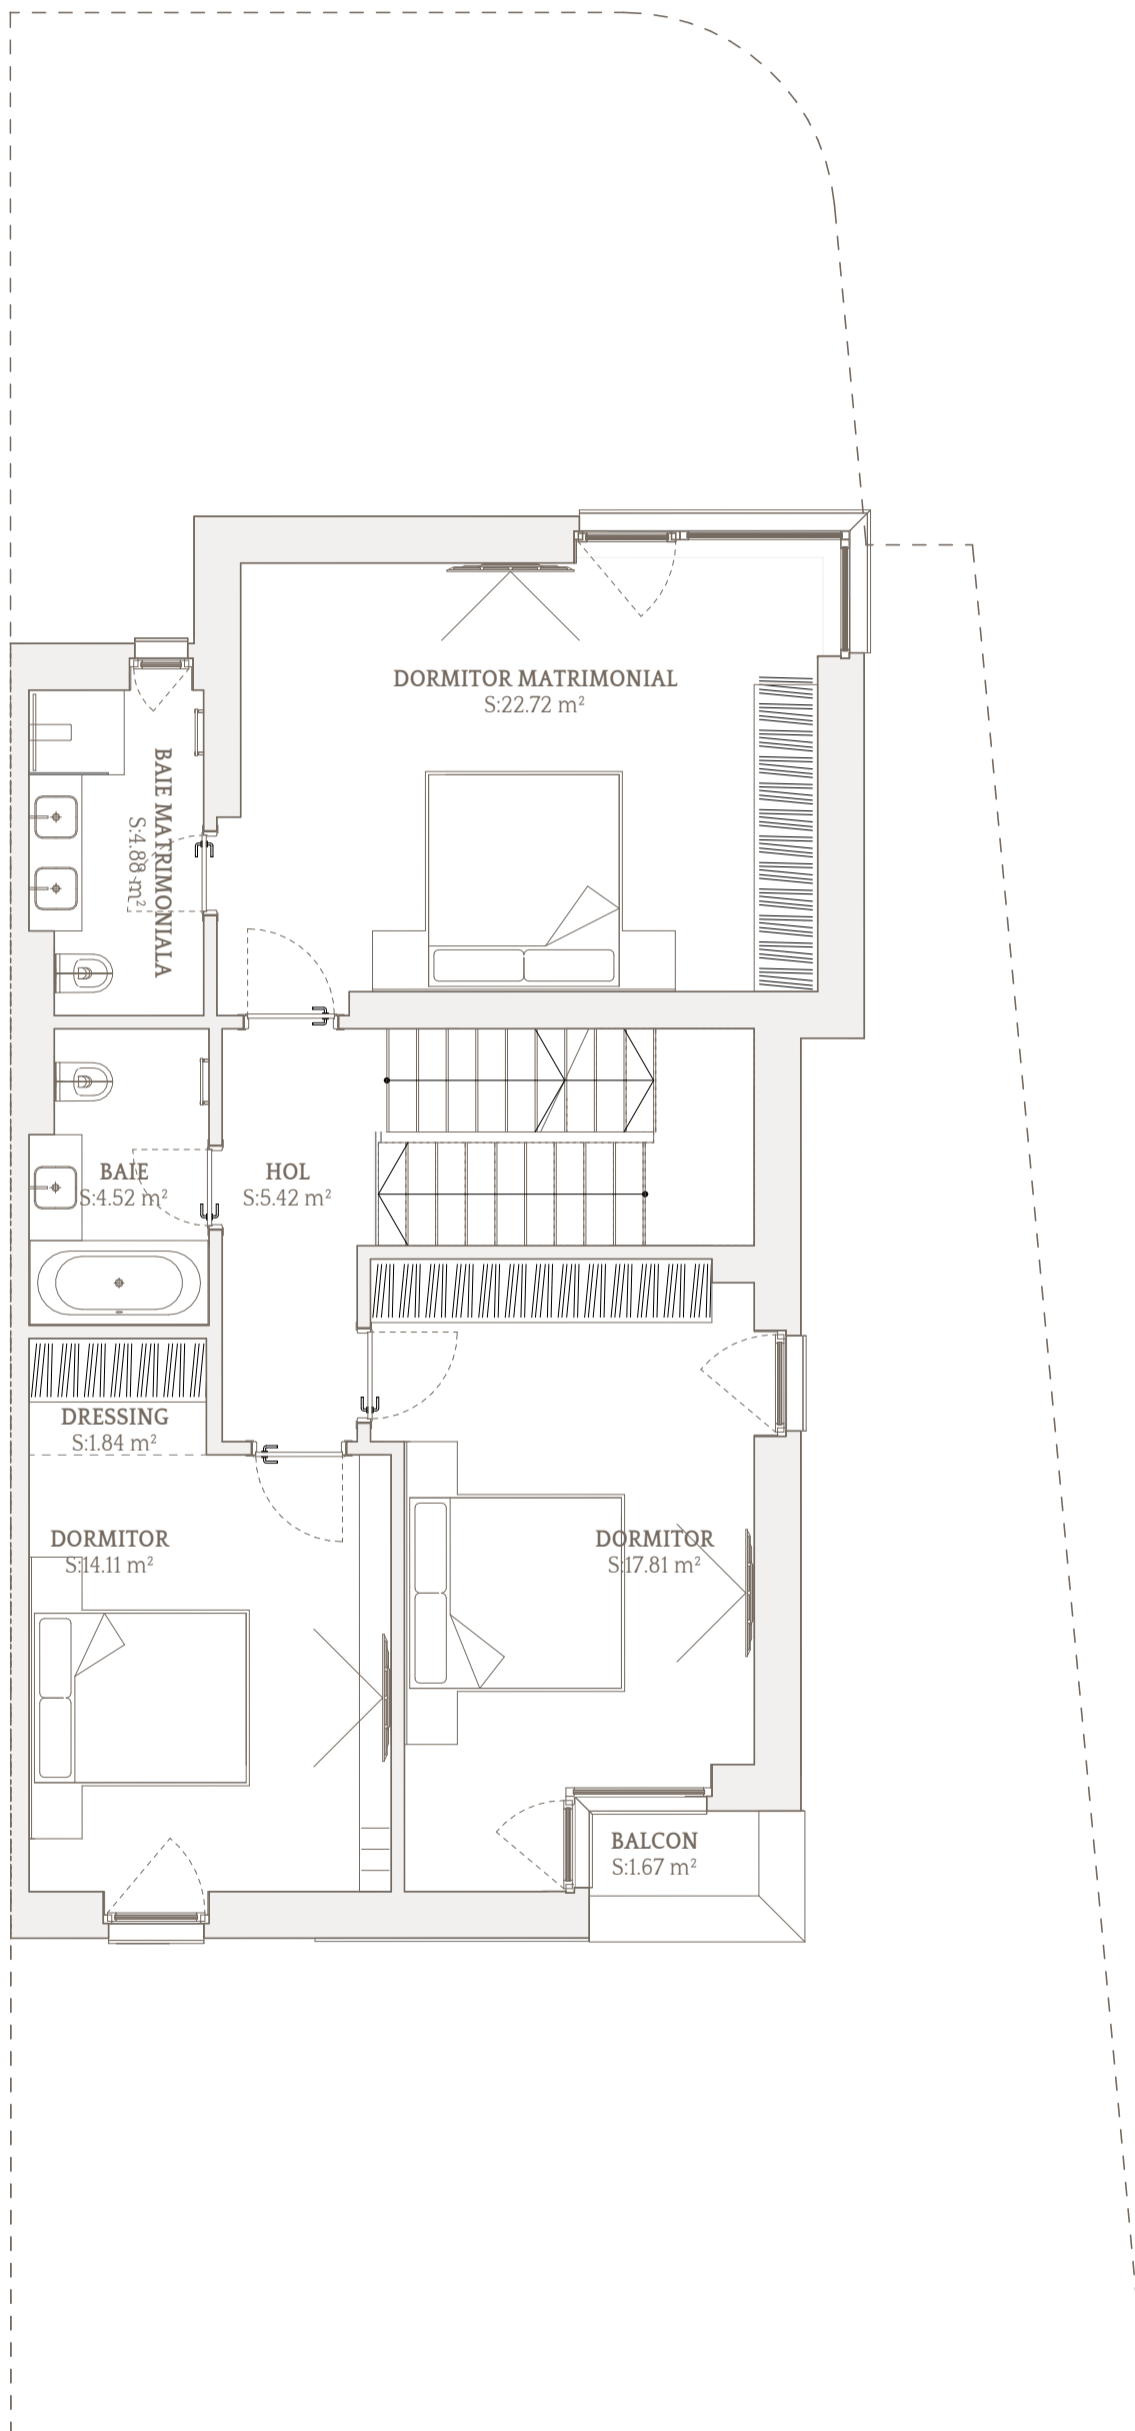 DORMITOR MATRIMONIAL
S:22.72 m²
BAIE MATRIMONIALA
S:4.88 m²
BAIE
S:4.52 m²
HOL
S:5.42 m²
DRESSING
S:1.84 m²
DORMITOR
S:14.11 m²
DORMITOR
S:17.81 m²
BALCON
S:1.67 m²